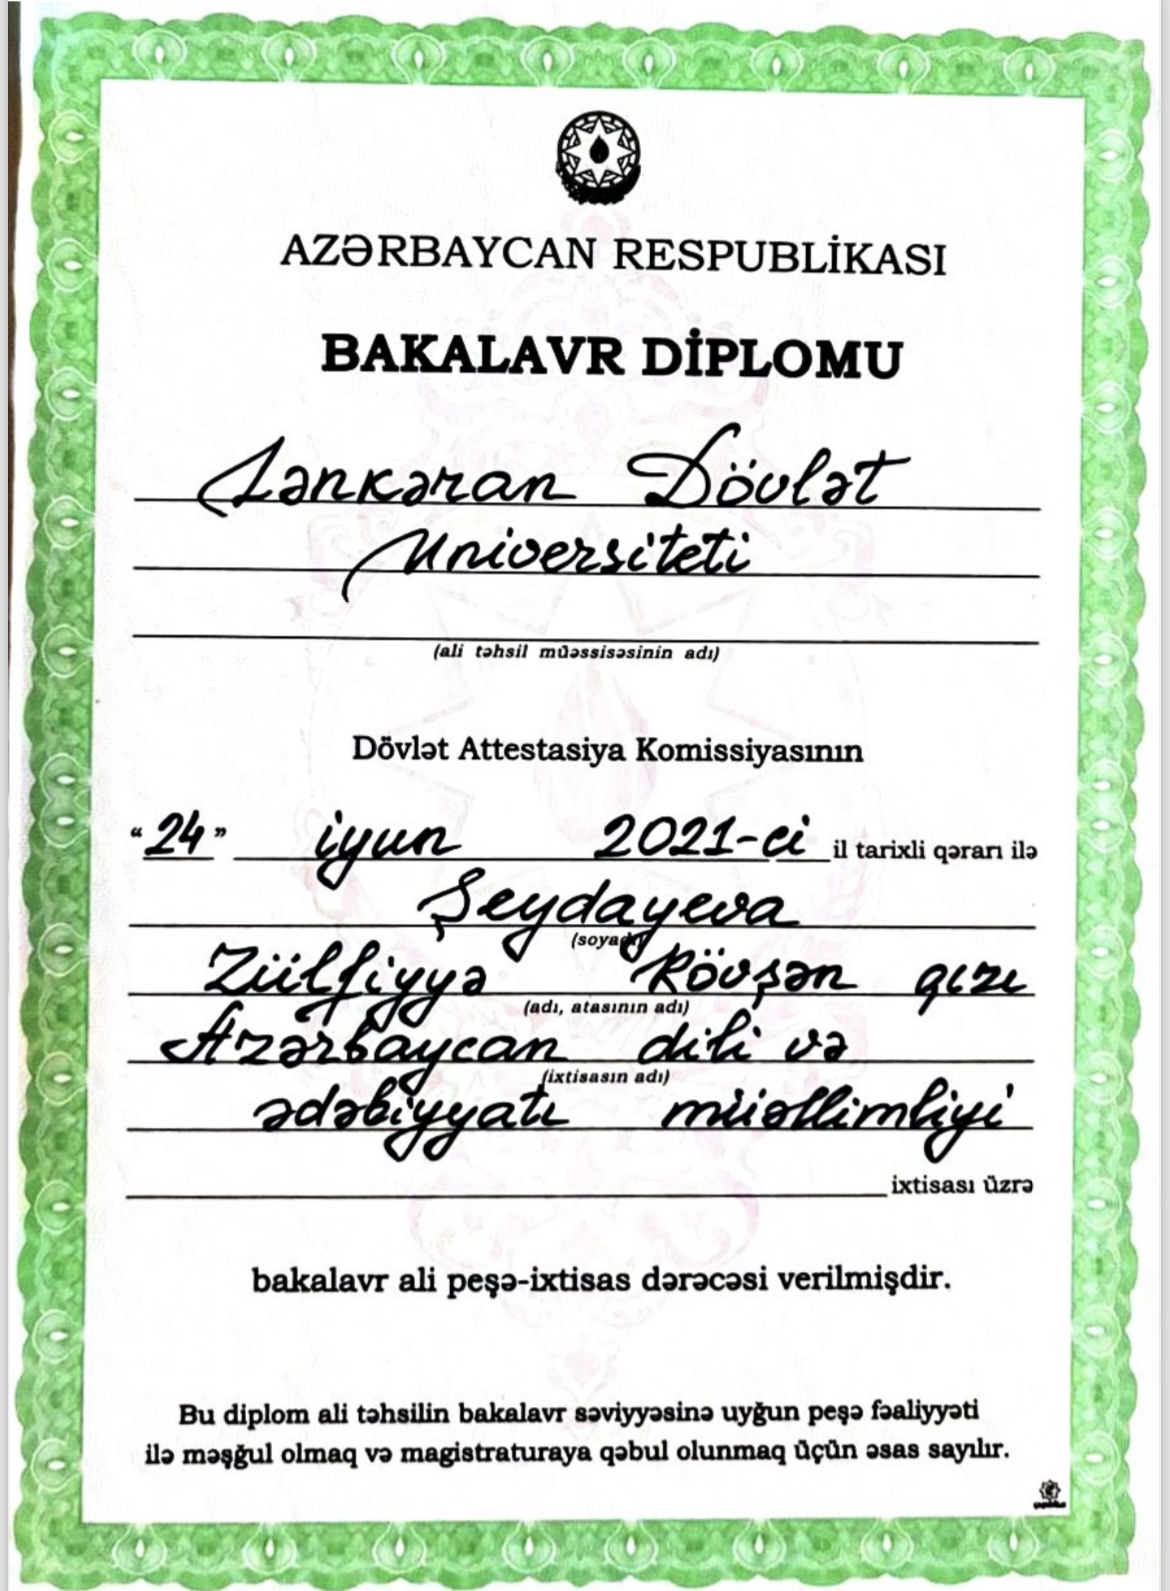 AZƏRBAYCAN RESPUBLİKASI
BAKALAVR DİPLOMU
Lənkəran Dövlət
Universiteti
(ali təhsil müəssisəsinin adı)
Dövlət Attestasiya Komissiyasının
“24” iyun 2021-ci il tarixli qərarı ilə
Şeydayeva
(soyadı)
Zülfiyyə Rövşən qızı
(adı, atasının adı)
Azərbaycan dili və
(ixtisasın adı)
ədəbiyyatı müəllimliyi
ixtisası üzrə
bakalavr ali peşə-ixtisas dərəcəsi verilmişdir.
Bu diplom ali təhsilin bakalavr səviyyəsinə uyğun peşə fəaliyyəti
ilə məşğul olmaq və magistraturaya qəbul olunmaq üçün əsas sayılır.